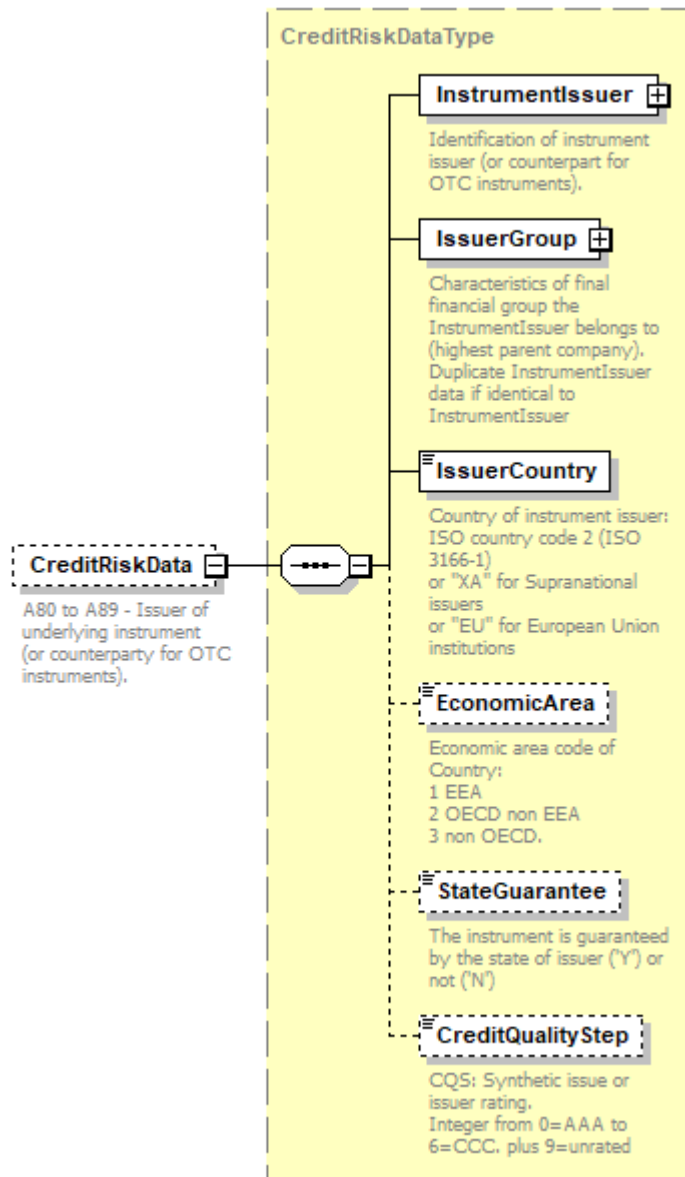 CreditRiskDataType
InstrumentIssuer
Identification of instrument
issuer (or counterpart for
OTC instruments).
IssuerGroup
Characteristics of final
financial group the
InstrumentIssuer belongs to
(highest parent company).
Duplicate InstrumentIssuer
data if identical to
InstrumentIssuer
IssuerCountry
Country of instrument issuer:
ISO country code 2 (ISO
3166-1)
or "XA" for Supranational
issuers
or "EU" for European Union
institutions
CreditRiskData
A80 to A89 - Issuer of
underlying instrument
(or counterparty for OTC
instruments).
EconomicArea
Economic area code of
Country:
1 EEA
2 OECD non EEA
3 non OECD.
StateGuarantee
The instrument is guaranteed
by the state of issuer ('Y') or
not ('N')
CreditQualityStep
CQS: Synthetic issue or
issuer rating.
Integer from 0=AAA to
6=CCC. plus 9=unrated